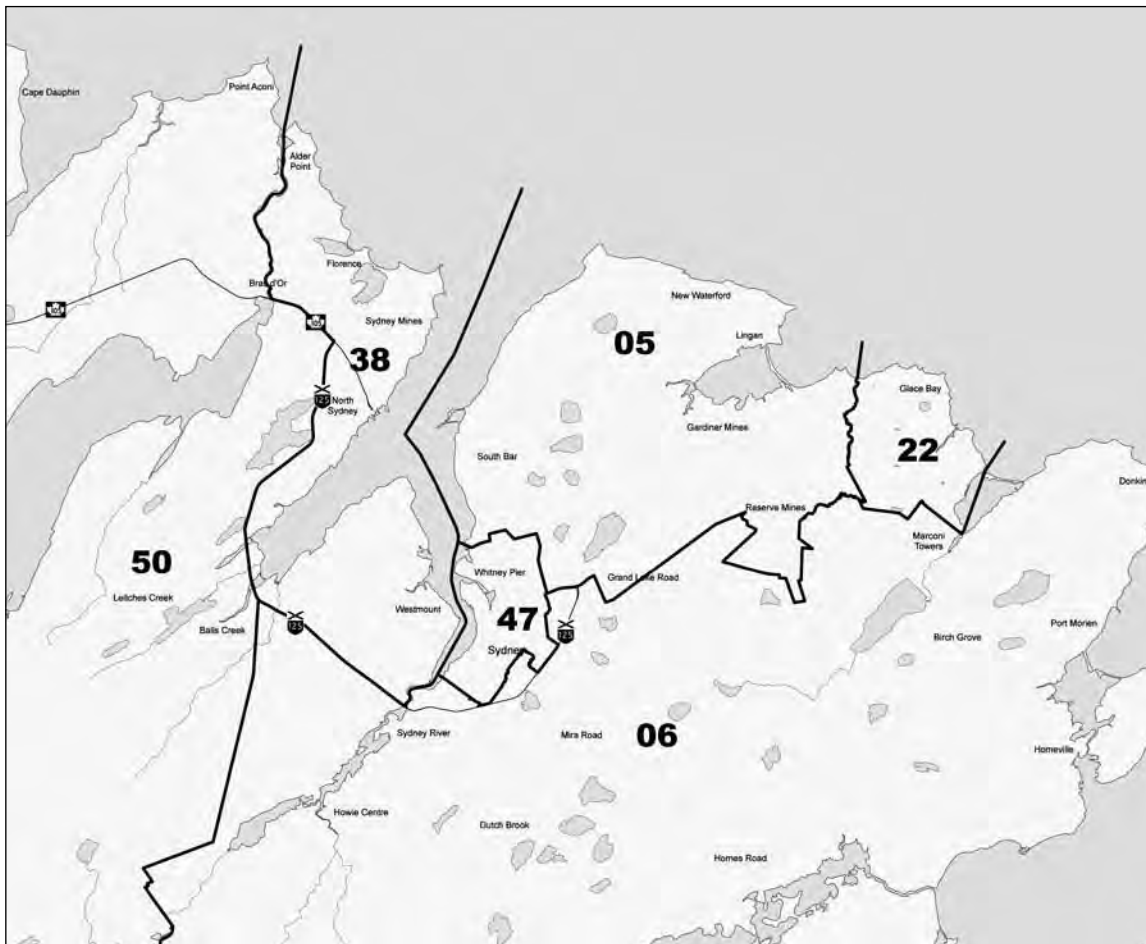 Point Aconi
Cape Dauphin
Alder
Point
Florence
Bras d'Or
New Waterford
105
105
Sydney Mines
Lingan
05
38
Glace Bay
125
North
Sydney
Gardiner Mines
22
South Bar
Donkin
Reserve Mines
Marconi
Towers
50
Whitney Pier
Grand Lake Road
Leitches Creek
Westmount
47
125
125
Balls Creek
Port Morien
Birch Grove
Sydney
Sydney River
Mira Road
06
Homeville
Howie Centre
Dutch Brook
Homes Road